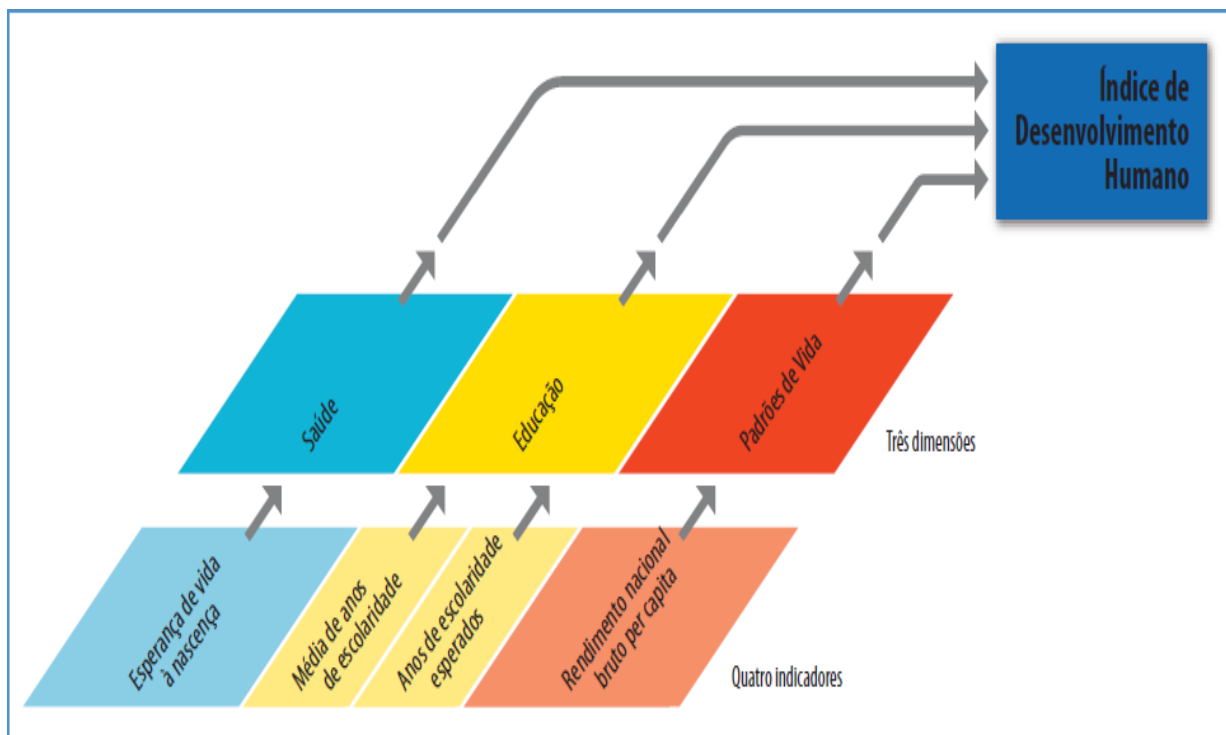 Índice de
Desenvolvimento
Humano
Saúde
Educação
Padrões de Vida
Três dimensões
Esperança de vida
à nascença
Média de anos
de escolaridade
Anos de escolaridade
esperados
Rendimento nacional
bruto per capita
Quatro indicadores